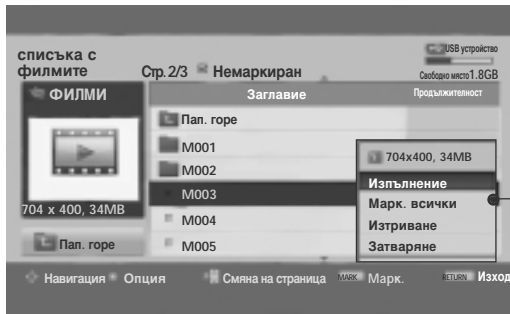 списъка с
филмите
Стр. 2/3 Немаркиран
USB устройство
Свободно място 1.8GB
ФИЛМИ
Заглавие
Продължителност
Пап. горе
M001
M002
M003
M004
M005
704 x 400, 34MB
Пап. горе
704x400, 34MB
Изпълнение
Марк. всички
Изтриване
Затваряне
Навигация Опция Смяна на страница MARK Марк. RETURN Изход